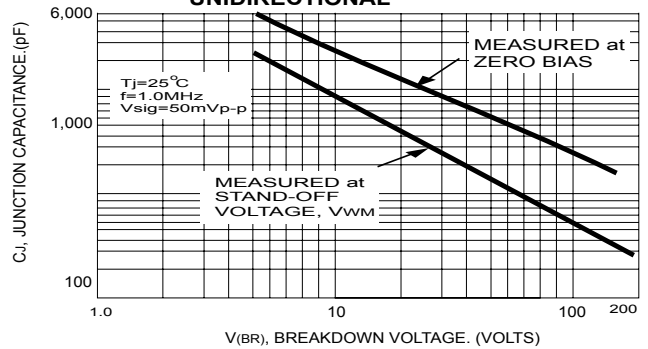 UNIDIRECTIONAL
6,000
MEASURED at
ZERO BIAS
Tj=25°C
f=1.0MHz
Vsig=50mVp-p
1,000
MEASURED at
STAND-OFF
VOLTAGE, VWM
100
CJ, JUNCTION CAPACITANCE.(pF)
1.0
10
100
200
V(BR), BREAKDOWN VOLTAGE. (VOLTS)